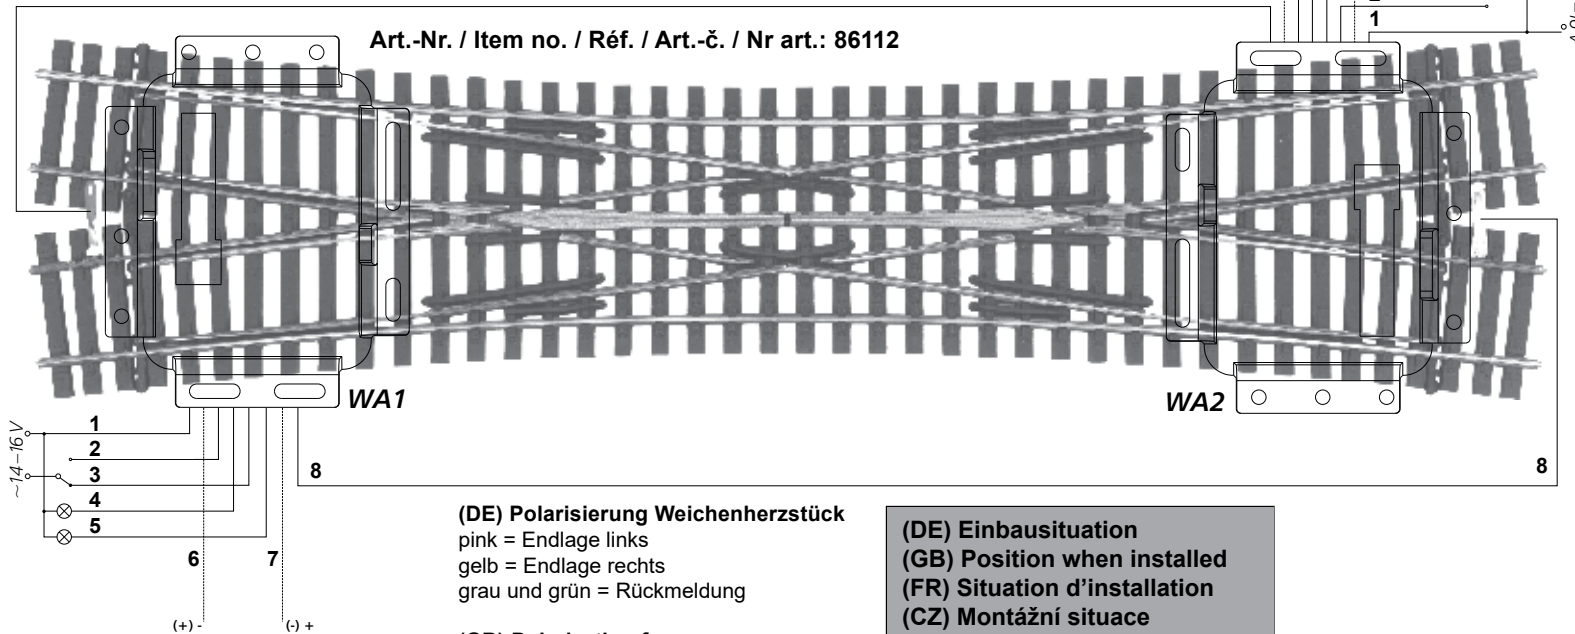 Art.-Nr. / Item no. / Réf. / Art.-č. / Nr art.: 86112
1
WA1
WA2
~14–16 V
1
2
3
4
5
6
7
8
8
(+) -
(-) +
(DE) Polarisierung Weichenherzstück
pink = Endlage links
gelb = Endlage rechts
grau und grün = Rückmeldung
(DE) Einbausituation
(GB) Position when installed
(FR) Situation d'installation
(CZ) Montážní situace